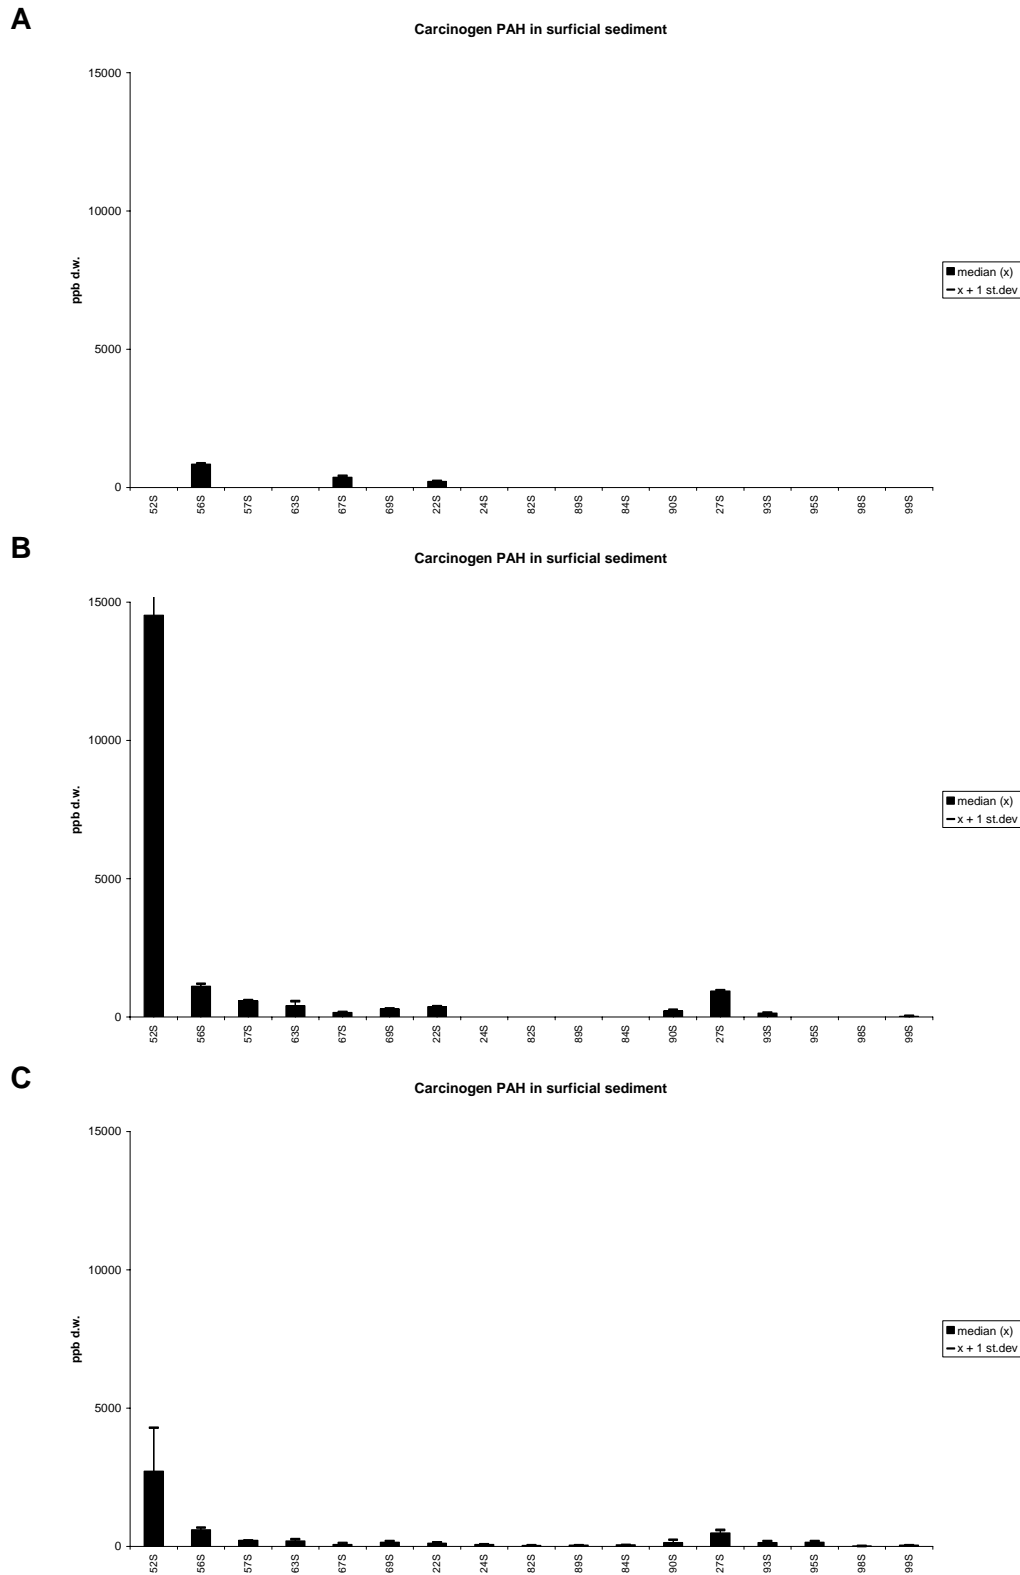 A
Carcinogen PAH in surficial sediment
15000
10000
5000
0
ppb d.w.
median (x)
x + 1 st.dev
52S 56S 57S 63S 67S 69S 22S 24S 82S 89S 84S 90S 27S 93S 95S 98S 99S
B
Carcinogen PAH in surficial sediment
15000
10000
5000
0
ppb d.w.
median (x)
x + 1 st.dev
52S 56S 57S 63S 67S 69S 22S 24S 82S 89S 84S 90S 27S 93S 95S 98S 99S
C
Carcinogen PAH in surficial sediment
15000
10000
5000
0
ppb d.w.
median (x)
x + 1 st.dev
52S 56S 57S 63S 67S 69S 22S 24S 82S 89S 84S 90S 27S 93S 95S 98S 99S